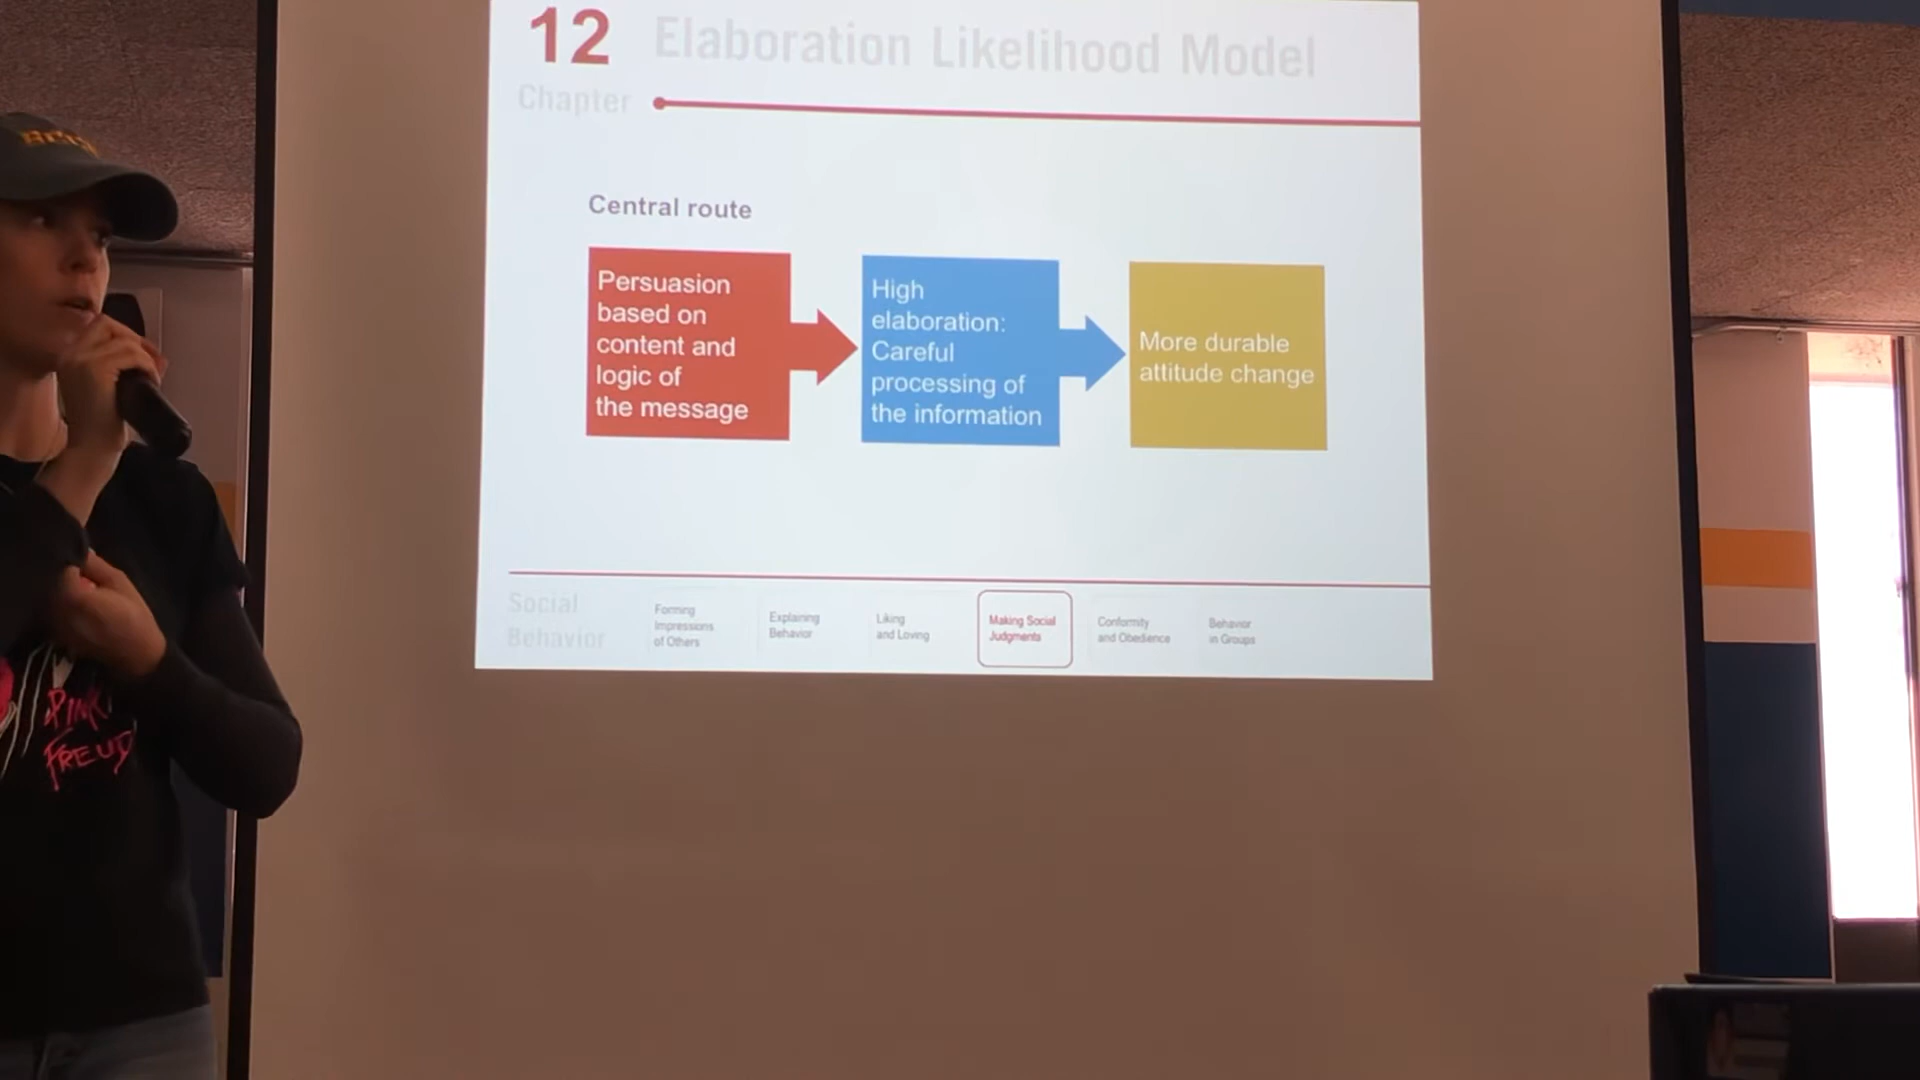 12 Elaboration Likelihood Model
Chapter
Central route
Persuasion
based on
content and
logic of
the message
High
elaboration:
Careful
processing of
the information
More durable
attitude change
Social
Behavior
Forming
Impressions
of Others
Explaining
Behavior
Liking
and Loving
Making Social
Judgments
Conformity
and Obedience
Behavior
in Groups
PINK
FREUD